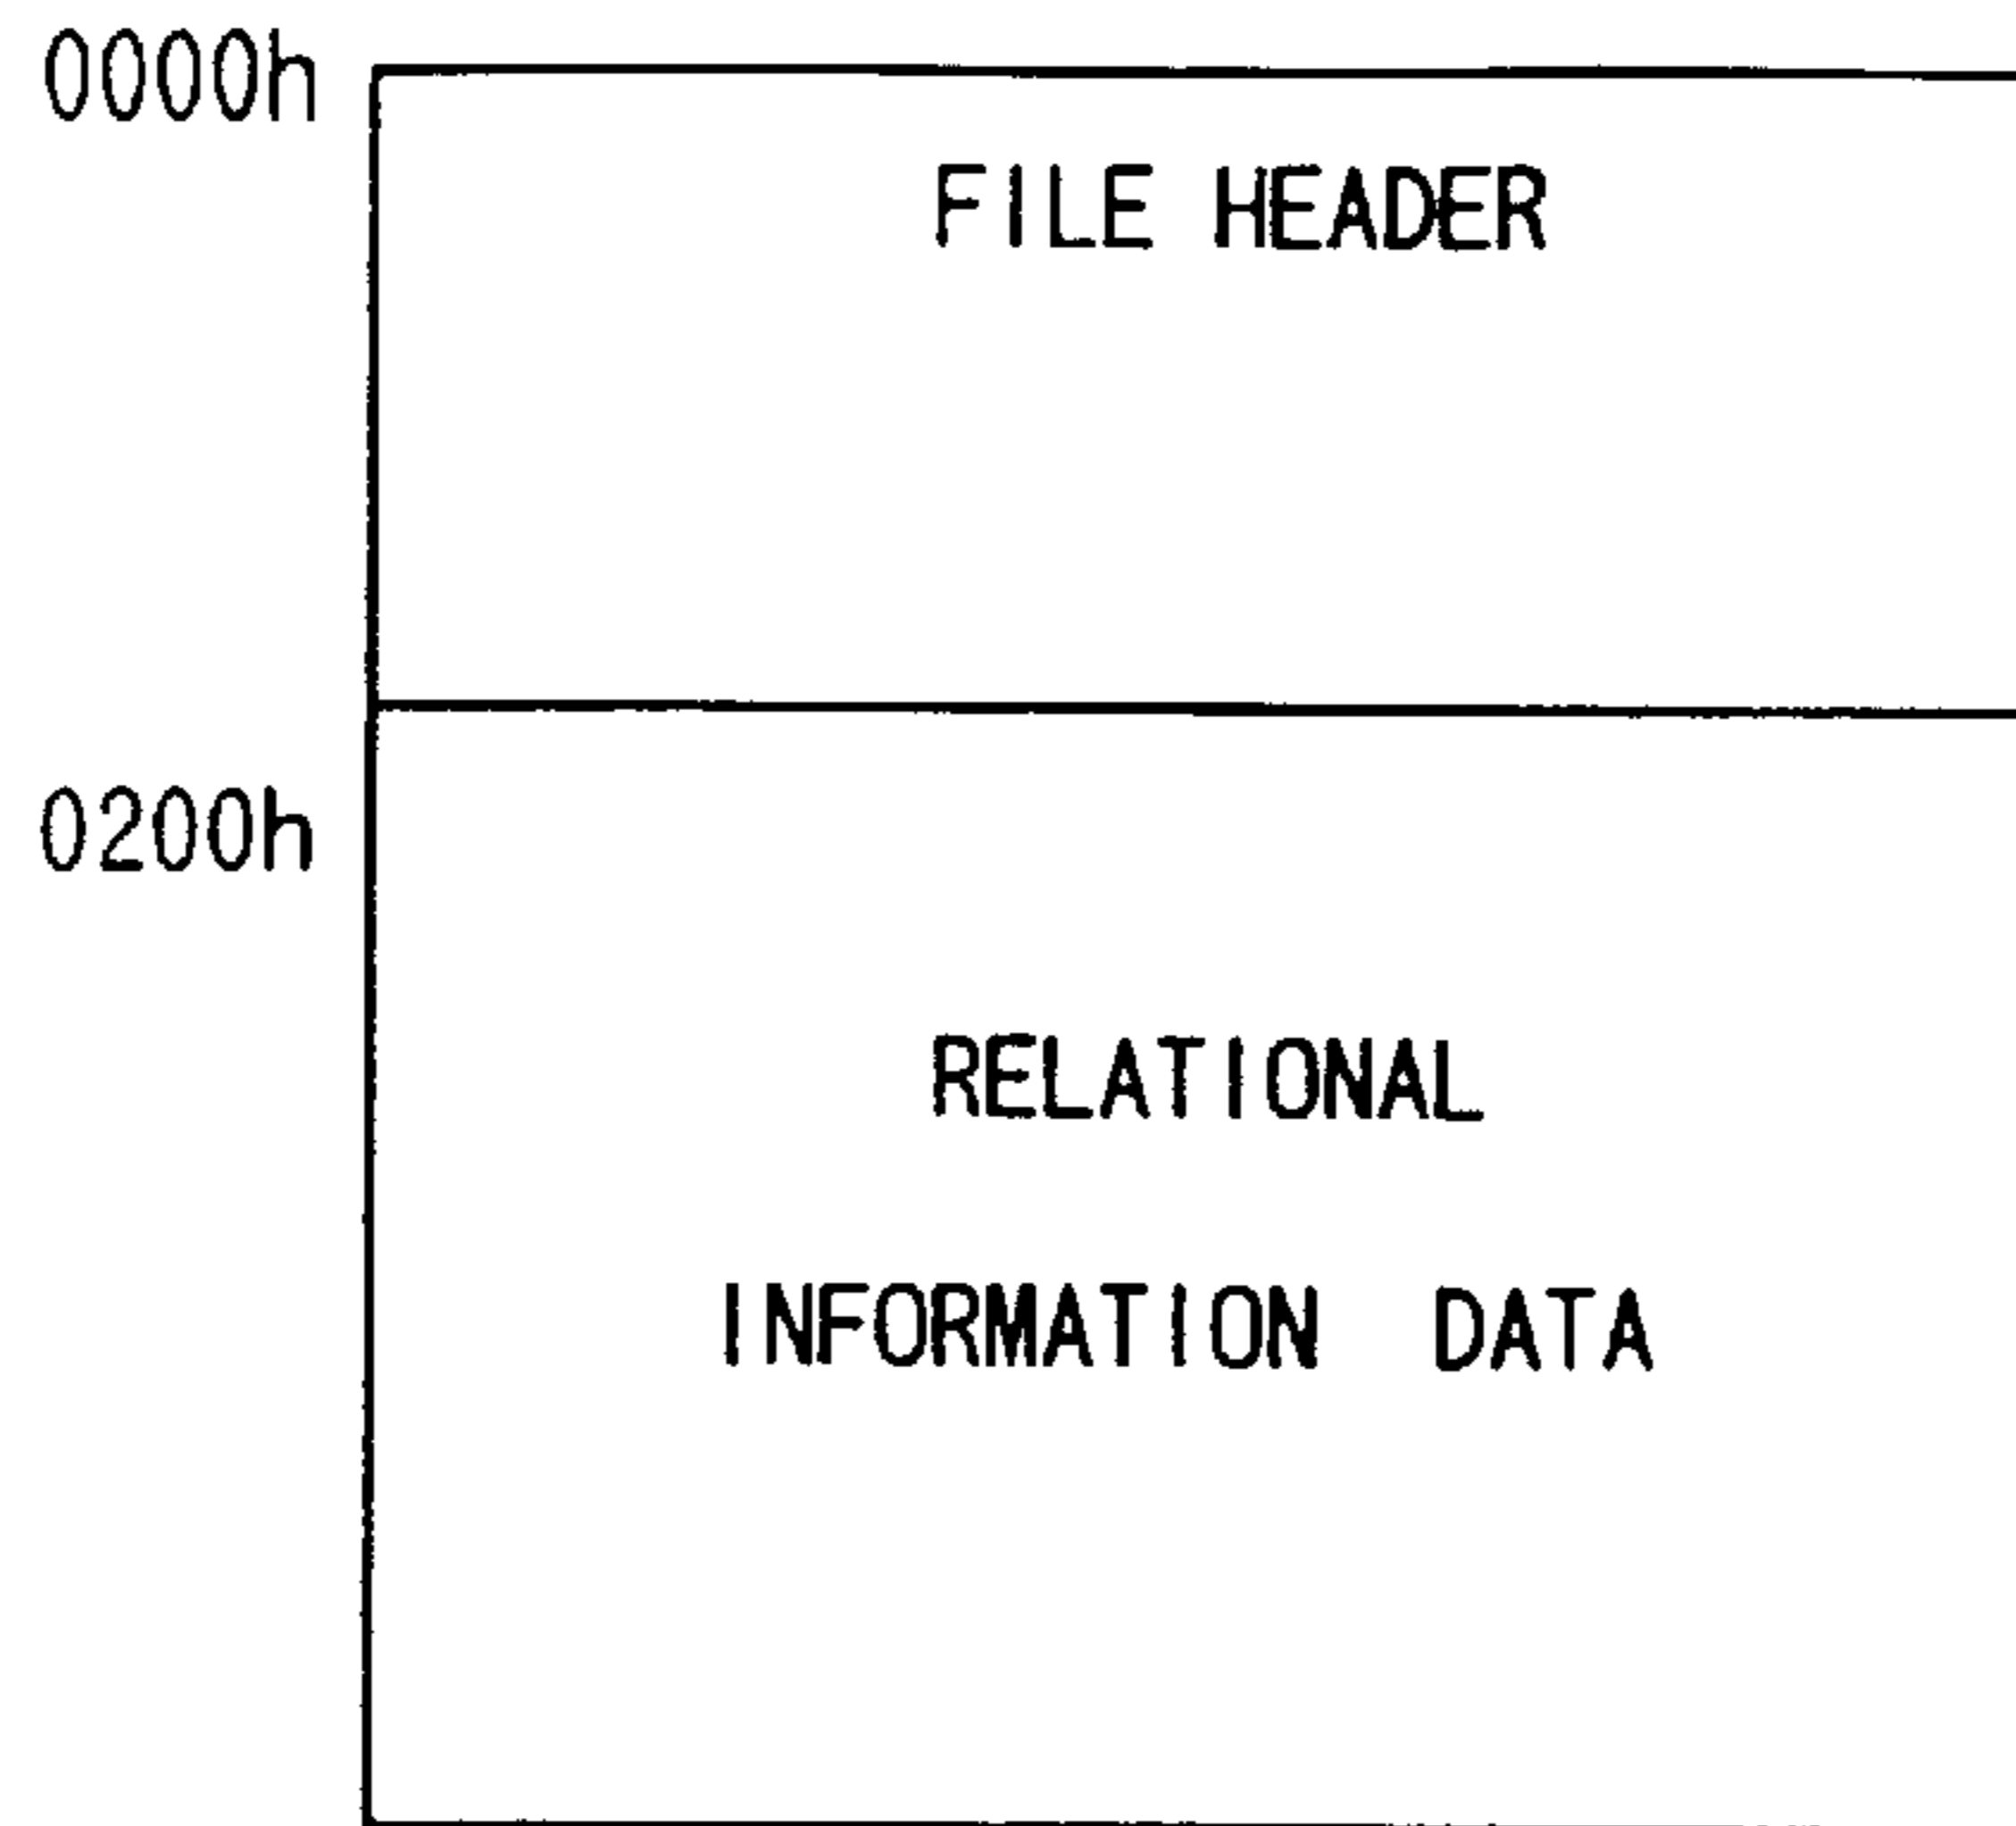 0000h
FILE HEADER
0200h
RELATIONAL
INFORMATION DATA